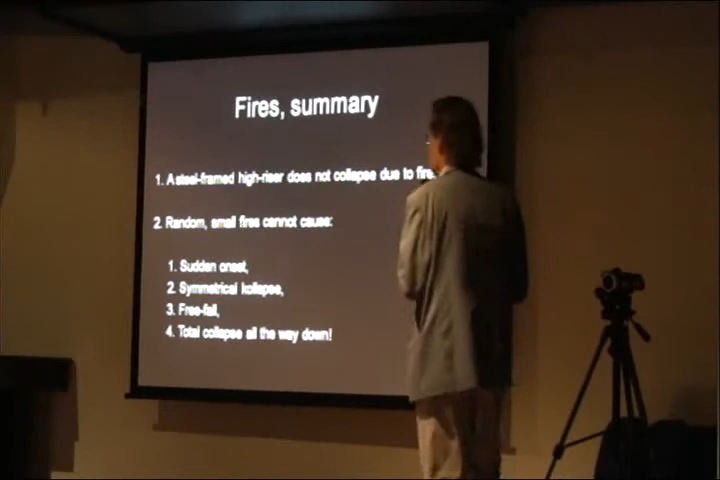 Fires, summary
1. A steel-framed high-riser does not collapse due to fire
2. Random, small fires cannot cause:
1. Sudden onset,
2. Symmetrical kollapse,
3. Free-fall,
4. Total collapse all the way down!